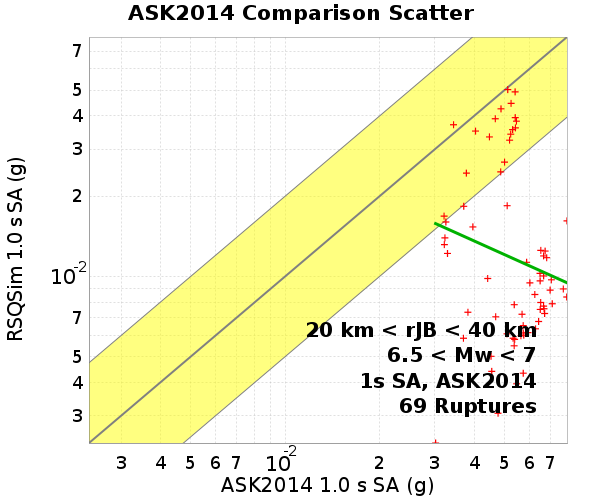 ASK2014 Comparison Scatter
RSQSim 1.0 s SA (g)
7
5
4
3
2
10-2
7
5
4
3
20 km < rJB < 40 km
6.5 < Mw < 7
1s SA, ASK2014
69 Ruptures
3 4 5 6 7 10-2 2 3 4 5 6 7
ASK2014 1.0 s SA (g)